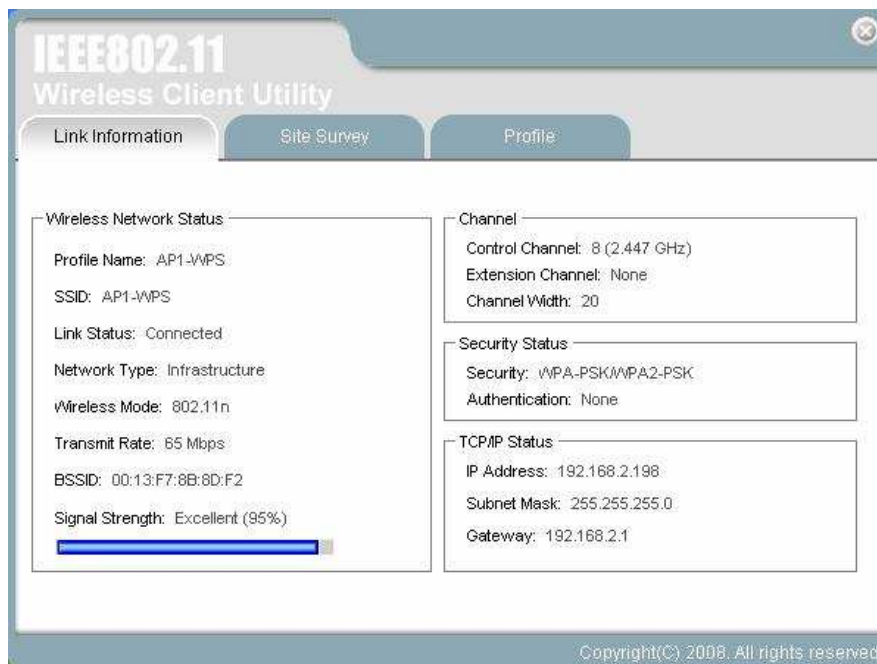 IEEE802.11
Wireless Client Utility
Link Information
Site Survey
Profile
Wireless Network Status
Profile Name: AP1-WPS
SSID: AP1-WPS
Link Status: Connected
Network Type: Infrastructure
Wireless Mode: 802.11n
Transmit Rate: 65 Mbps
BSSID: 00:13:F7:8B:8D:F2
Signal Strength: Excellent (95%)
Channel
Control Channel: 8 (2.447 GHz)
Extension Channel: None
Channel Width: 20
Security Status
Security: WPA-PSK/WPA2-PSK
Authentication: None
TCP/IP Status
IP Address: 192.168.2.198
Subnet Mask: 255.255.255.0
Gateway: 192.168.2.1
Copyright(C) 2008. All rights reserved